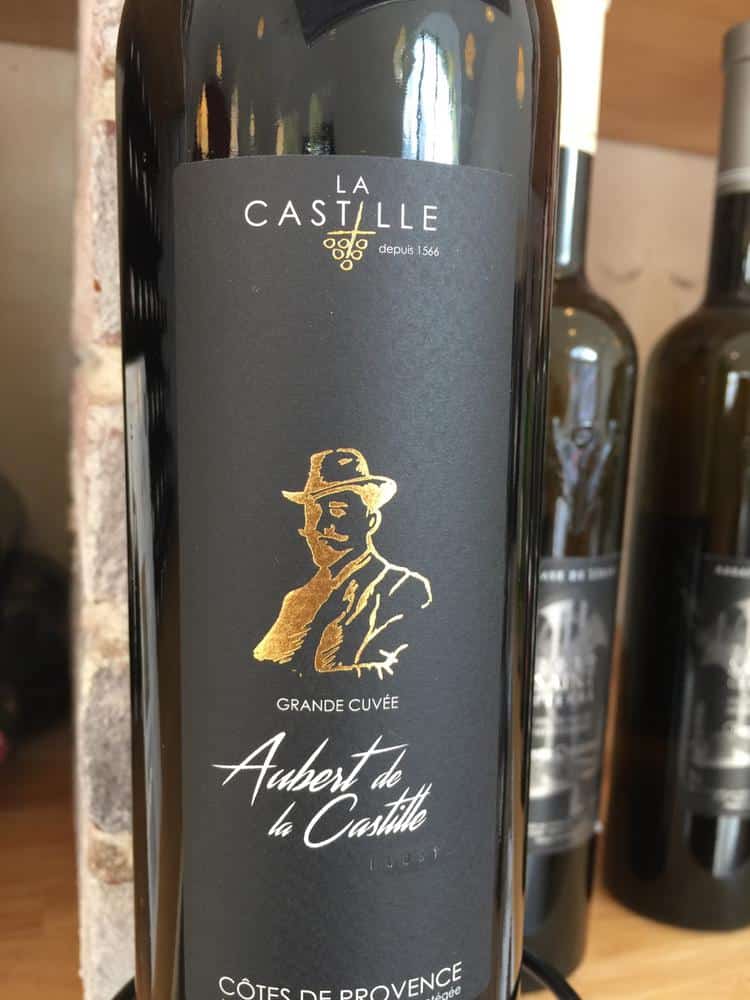 LA
CASTILLE
depuis 1566
GRANDE CUVÉE
Aubert de
la Castille
CÔTES DE PROVENCE